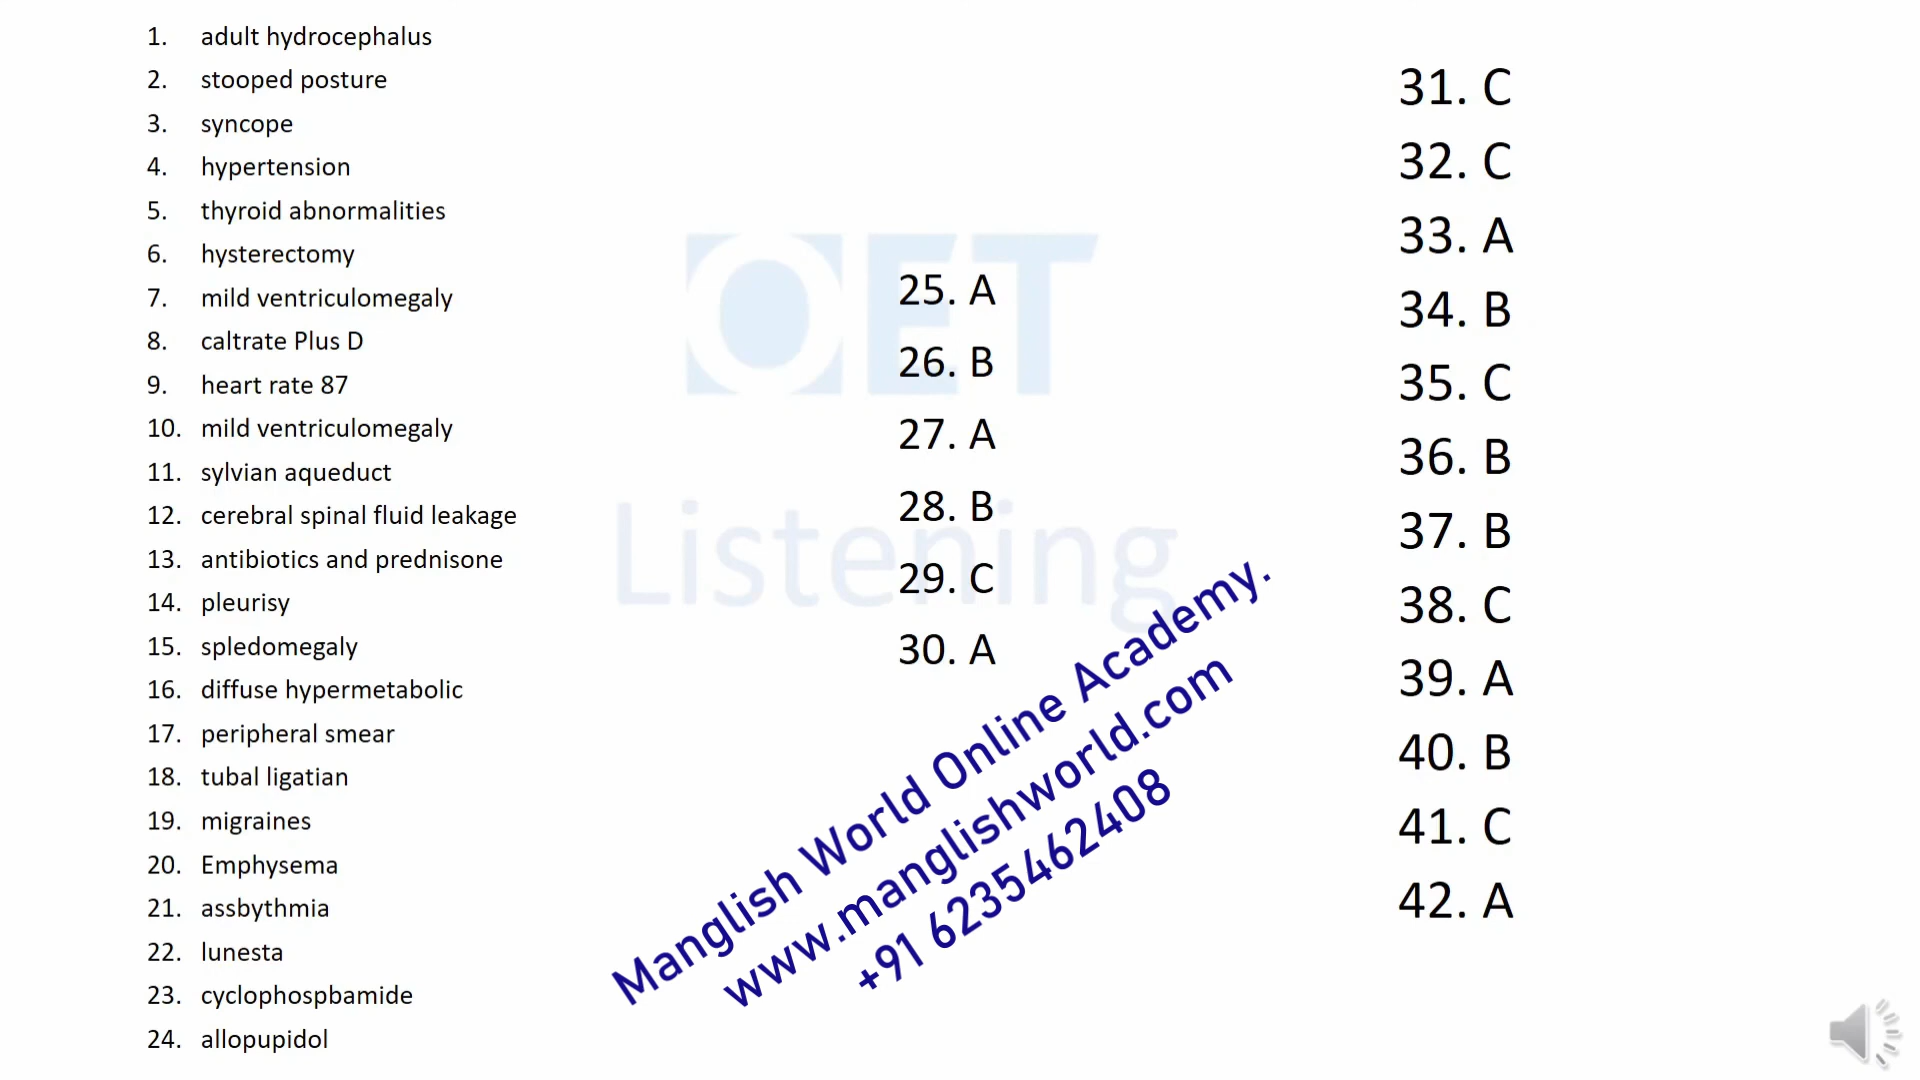 1. adult hydrocephalus
2. stooped posture
3. syncope
4. hypertension
5. thyroid abnormalities
6. hysterectomy
7. mild ventriculomegaly
8. caltrate Plus D
9. heart rate 87
10. mild ventriculomegaly
11. sylvian aqueduct
12. cerebral spinal fluid leakage
13. antibiotics and prednisone
14. pleurisy
15. spledomegaly
16. diffuse hypermetabolic
17. peripheral smear
18. tubal ligatian
19. migraines
20. Emphysema
21. assbythmia
22. lunesta
23. cyclophospbamide
24. allopupidol
OET
Listening
25. A
26. B
27. A
28. B
29. C
30. A
Manglish World Online Academy.
www.manglishworld.com
+91 6235462408
31. C
32. C
33. A
34. B
35. C
36. B
37. B
38. C
39. A
40. B
41. C
42. A